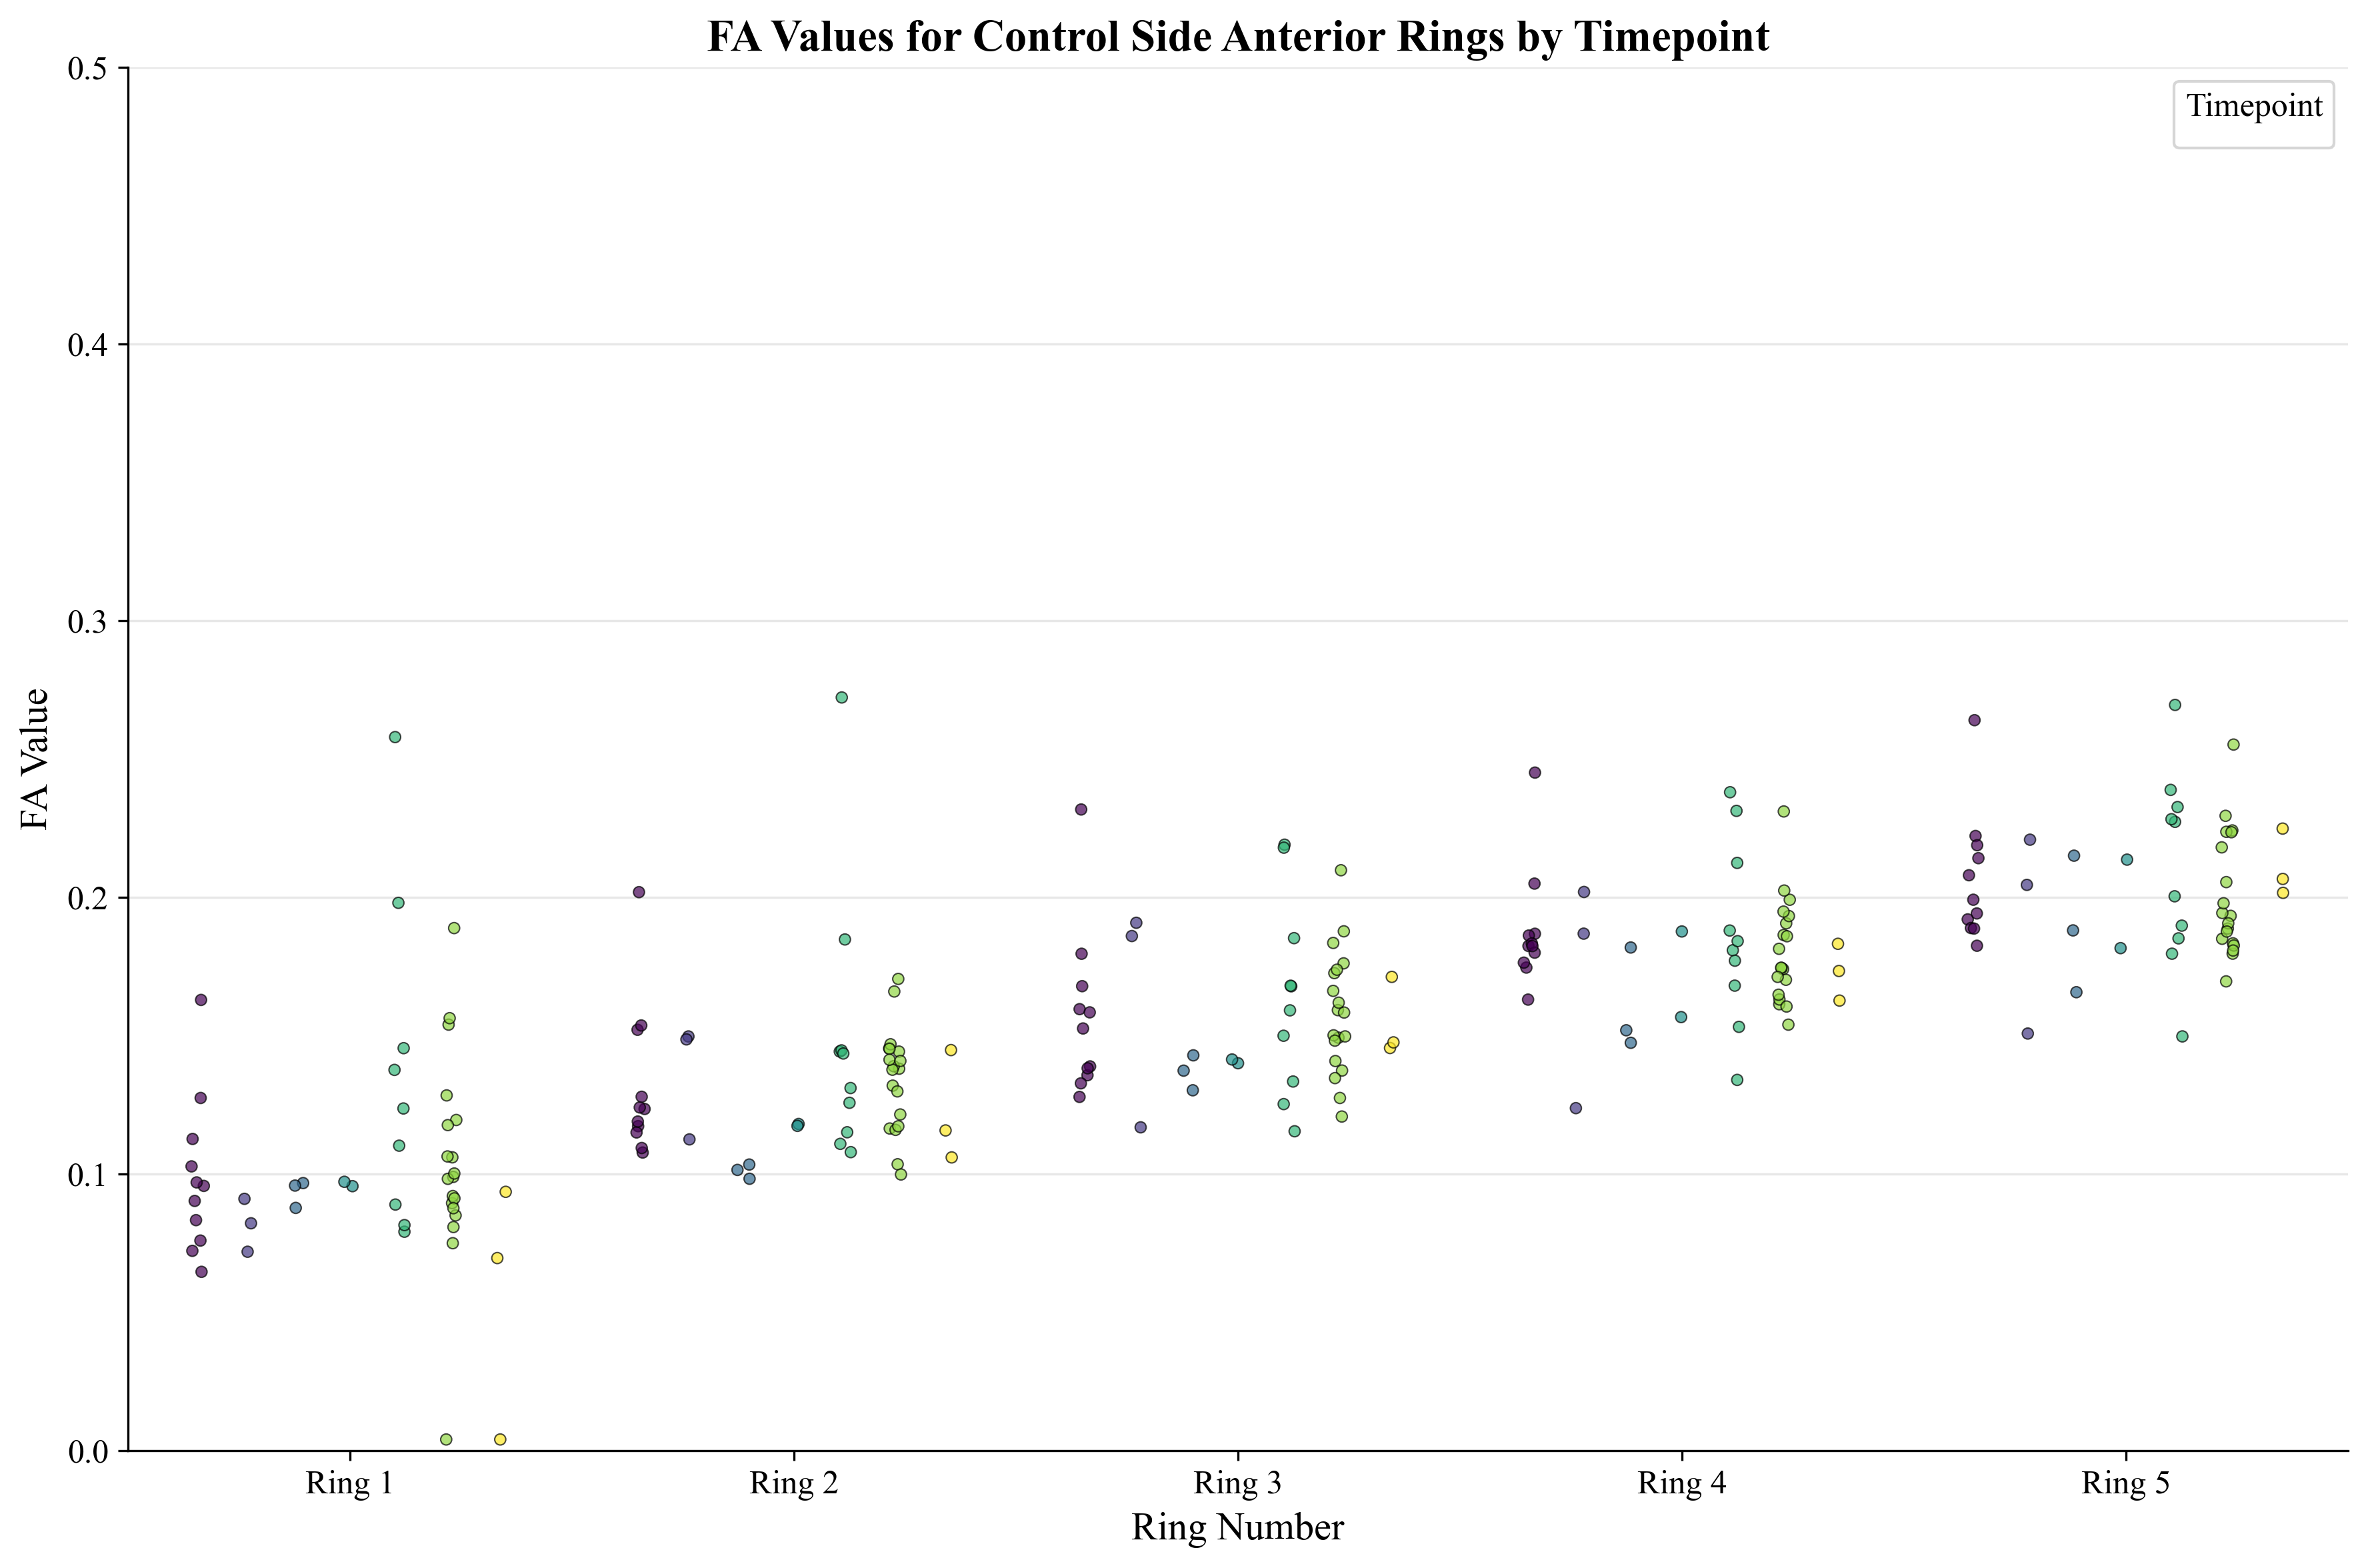 FA Values for Control Side Anterior Rings by Timepoint
Timepoint
0.5
0.4
0.3
0.2
0.1
0.0
FA Value
Ring 1
Ring 2
Ring 3
Ring 4
Ring 5
Ring Number